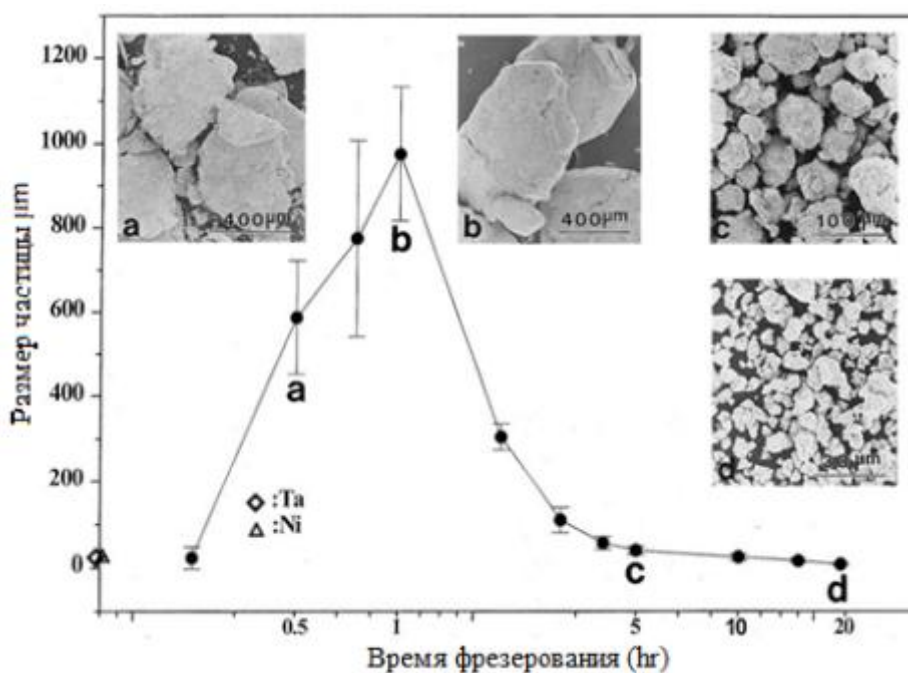 Размер частицы µm
1200
1000
800
600
400
200
0
a
400µm
b
400µm
c
100µm
d
µm
b
a
c
d
◇ :Ta
△ :Ni
0.5
1
5
10
20
Время фрезерования (hr)